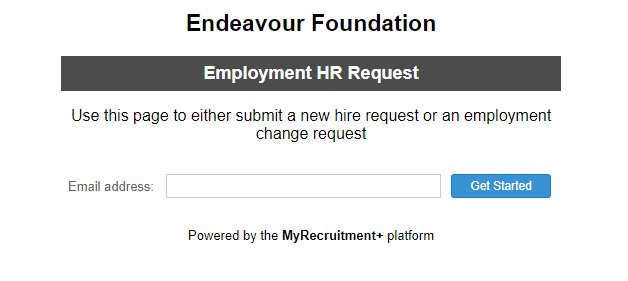 Endeavour Foundation
Employment HR Request
Use this page to either submit a new hire request or an employment
change request
Email address:
Get Started
Powered by the MyRecruitment+ platform